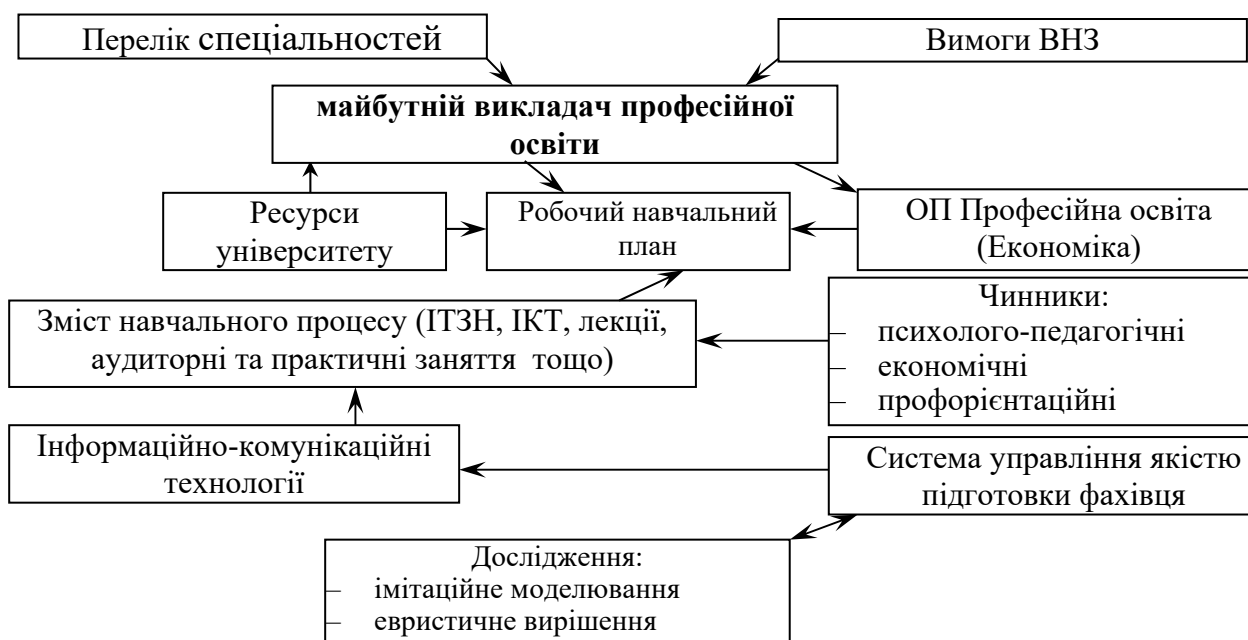 Перелік спеціальностей
Вимоги ВНЗ
майбутній викладач професійної
освіти
Ресурси
університету
Робочий навчальний
план
ОП Професійна освіта
(Економіка)
Зміст навчального процесу (ІТЗН, ІКТ, лекції,
аудиторні та практичні заняття тощо)
Чинники:
– психолого-педагогічні
– економічні
– профорієнтаційні
Інформаційно-комунікаційні
технології
Система управління якістю
підготовки фахівця
Дослідження:
– імітаційне моделювання
– евристичне вирішення